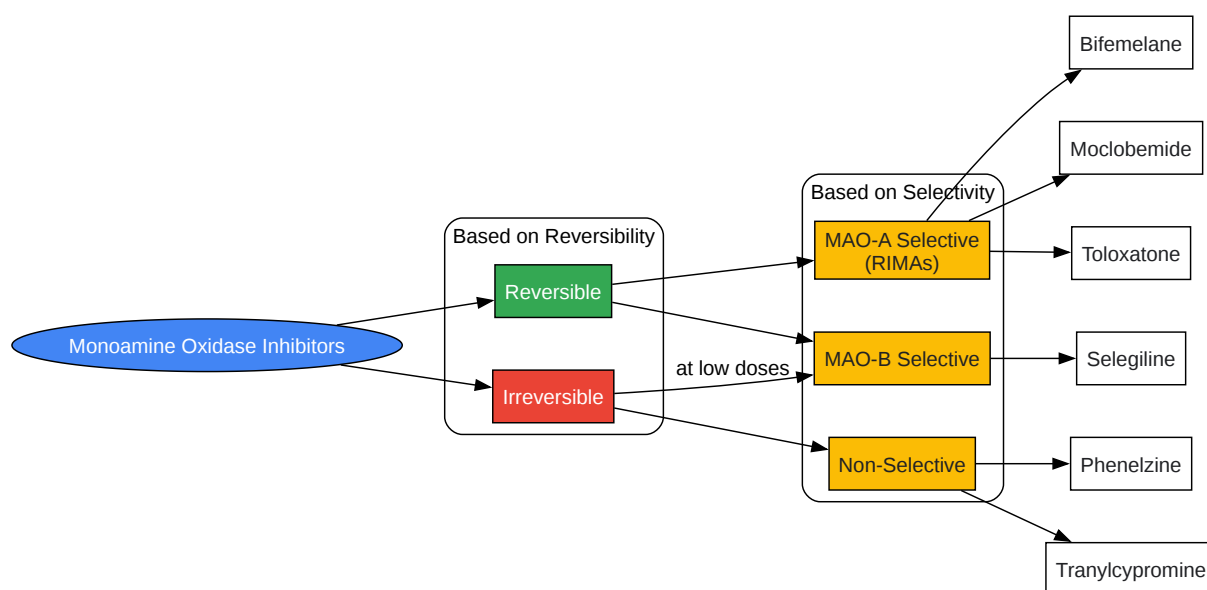 Monoamine Oxidase Inhibitors
Based on Reversibility
Reversible
Irreversible
at low doses
Based on Selectivity
MAO-A Selective
(RIMAs)
MAO-B Selective
Non-Selective
Bifemelane
Moclobemide
Toloxatone
Selegiline
Phenelzine
Tranylcypromine